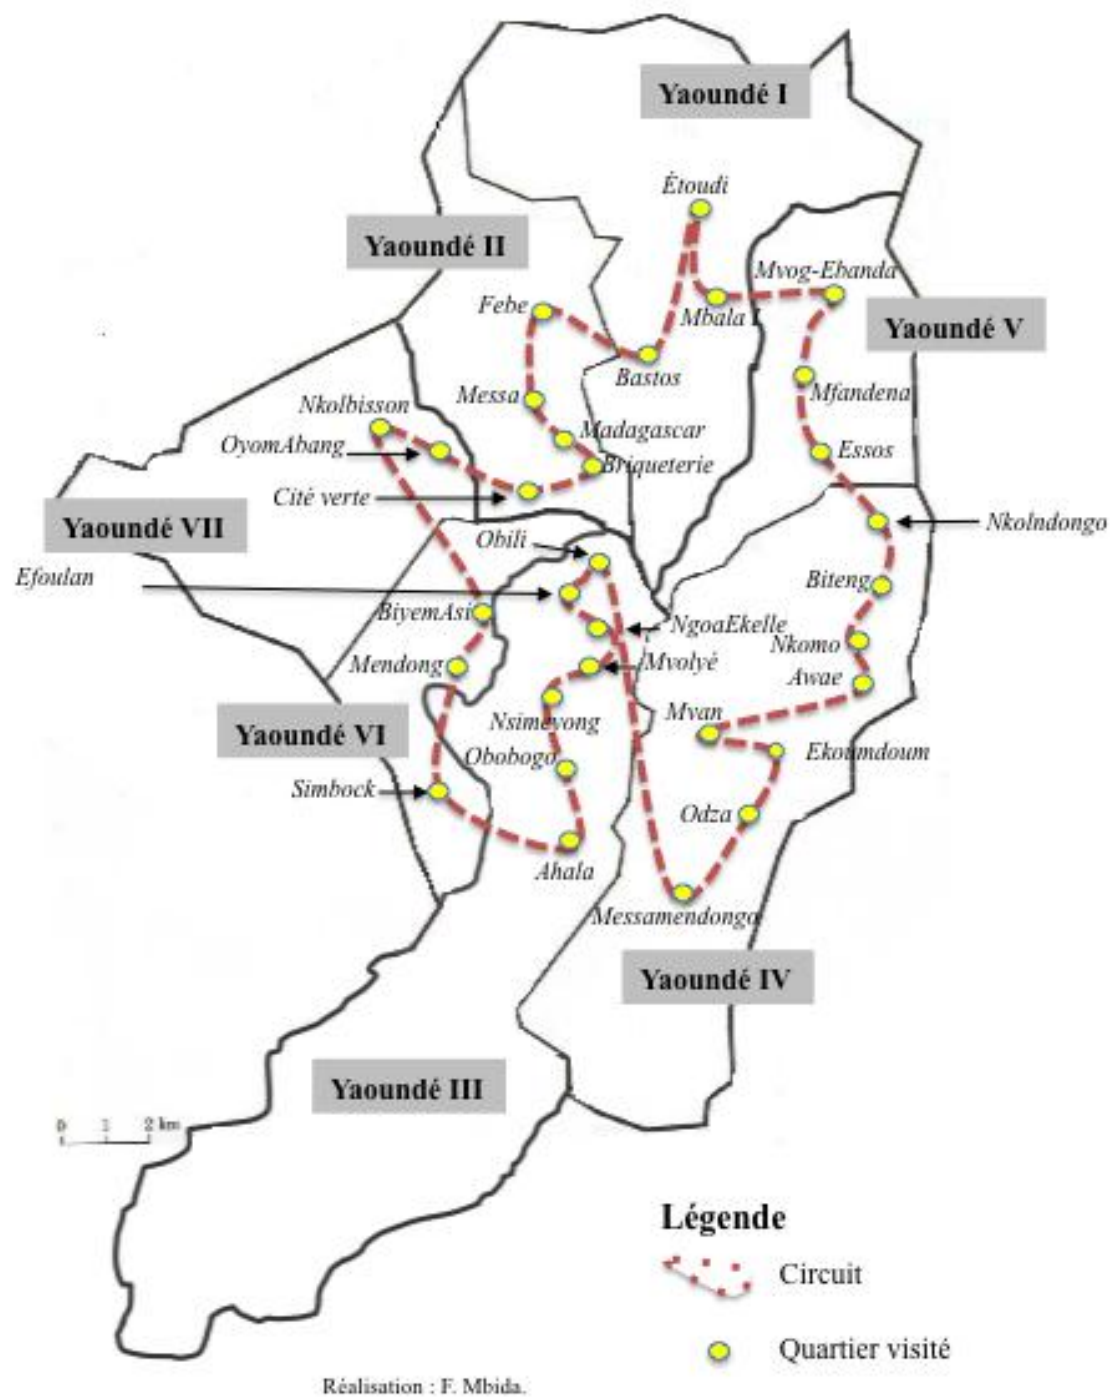 Yaoundé I
Étoudi
Yaoundé II
Mvog-Ebanda
Febe
Mbala I
Yaoundé V
Bastos
Mfandena
Messa
Nkolbisson
Madagascar
OyomAbang
Essos
Briqueterie
Cité verte
Yaoundé VII
Nkolndongo
Obili
Efoulan
Biteng
BiyemAsi
NgoaEkelle
Nkomo
Mendong
Mvolyé
Awae
Nsimeyong
Mvan
Yaoundé VI
Obobogo
Ekoumdoum
Simbock
Odza
Ahala
Messamendongo
Yaoundé IV
Yaoundé III
0 1 2 km
Légende
Circuit
Quartier visité
Réalisation : F. Mbida.